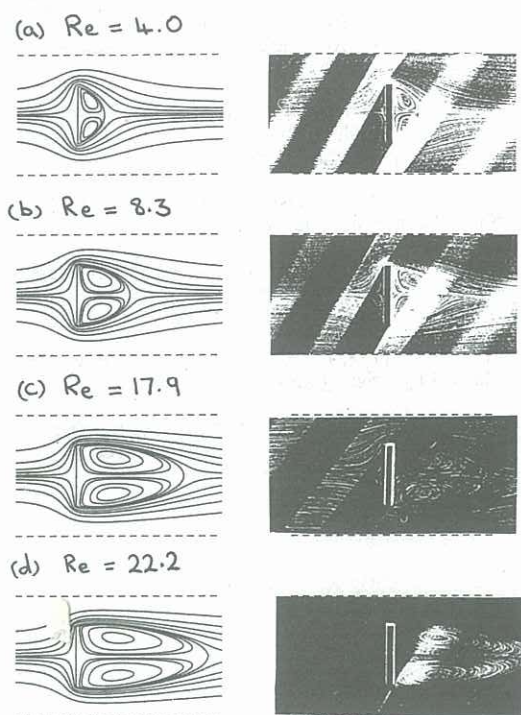 (a) Re = 4.0
(b) Re = 8.3
(c) Re = 17.9
(d) Re = 22.2